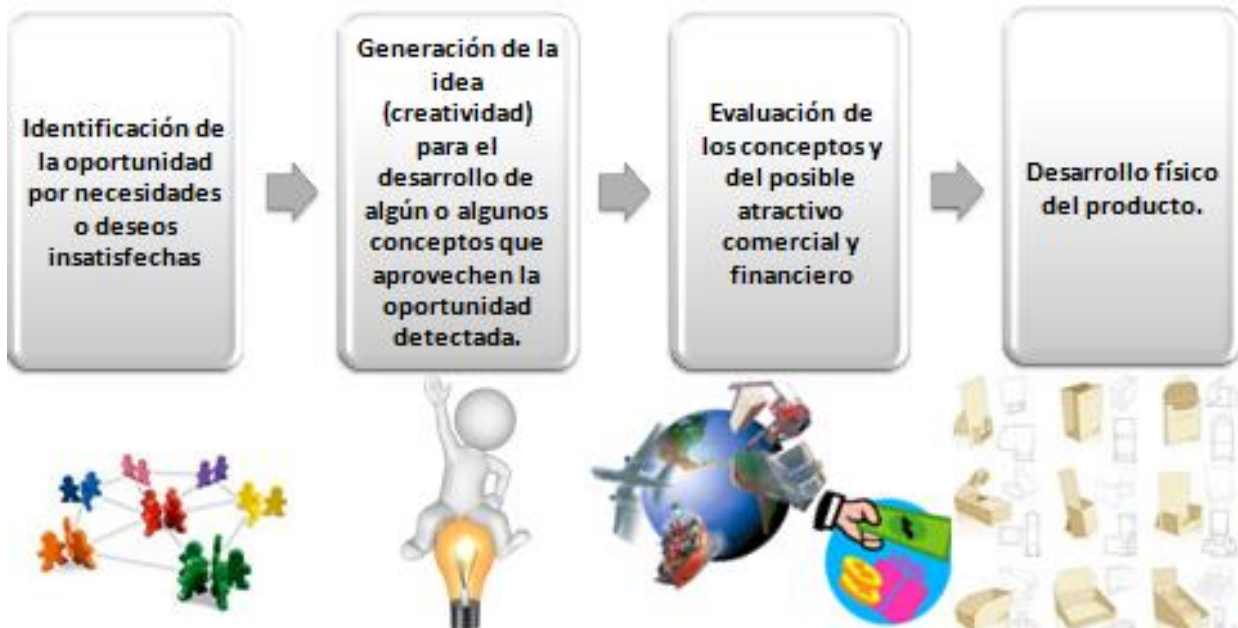 Identificación de
la oportunidad
por necesidades
o deseos
insatisfechas
Generación de la
idea
(creatividad)
para el
desarrollo de
algún o algunos
conceptos que
aprovechen la
oportunidad
detectada.
Evaluación de
los conceptos y
del posible
atractivo
comercial y
financiero
Desarrollo físico
del producto.